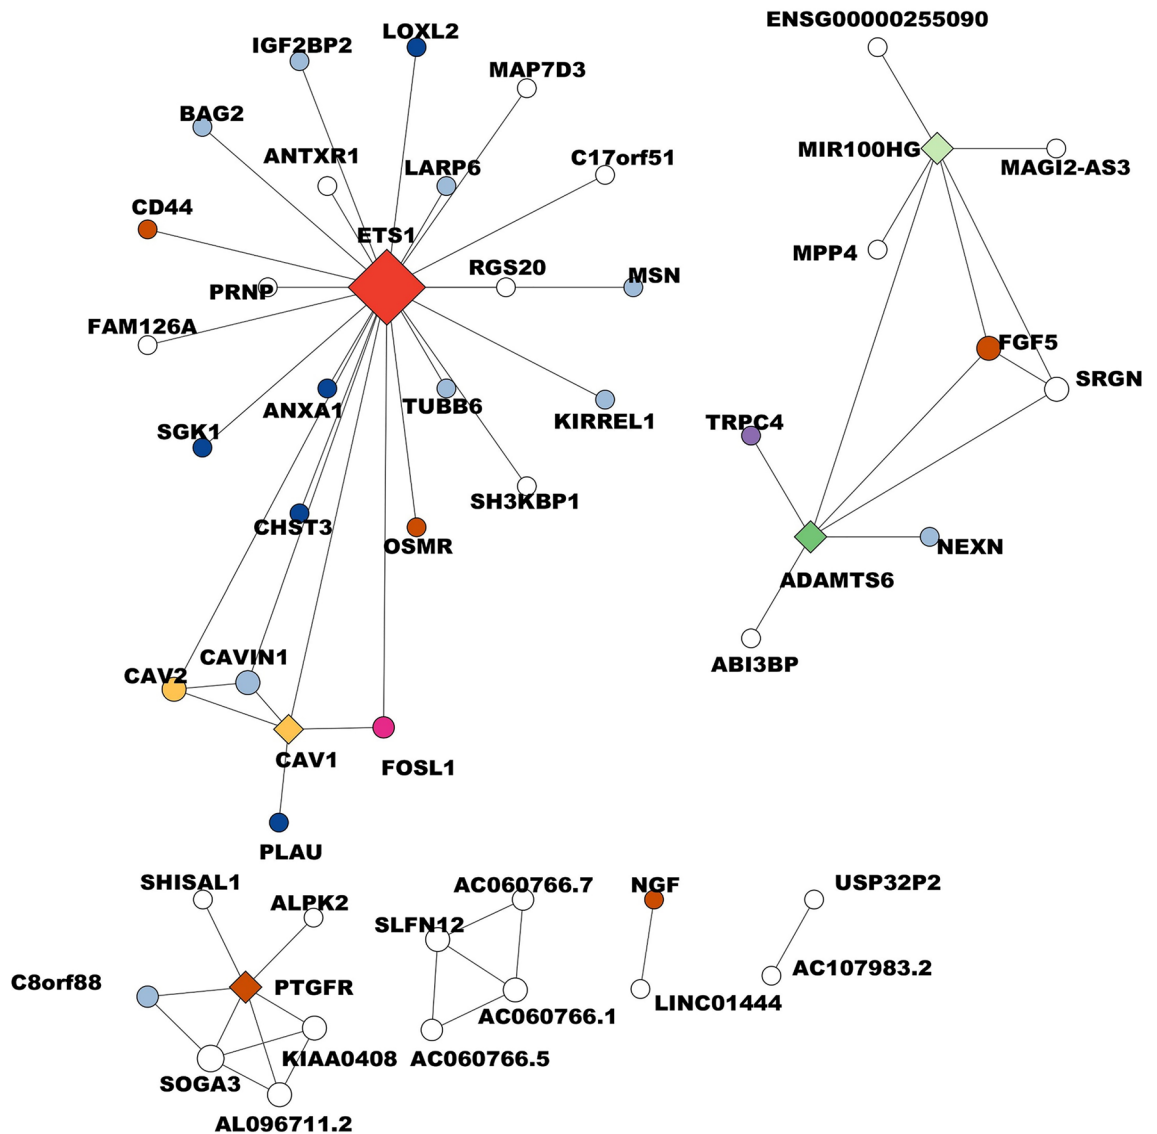 ENSG00000255090
LOXL2
IGF2BP2
MAP7D3
BAG2
ANTXR1
LARP6
C17orf51
MIR100HG
MAGI2-AS3
CD44
ETS1
MPP4
RGS20
MSN
PRNP
FAM126A
FGF5
SRGN
ANXA1
TUBB6
KIRREL1
TRPC4
SGK1
SH3KBP1
CHST3
OSMR
NEXN
ADAMTS6
CAVIN1
ABI3BP
CAV2
CAV1
FOSL1
PLAU
SHISAL1
AC060766.7
NGF
USP32P2
ALPK2
SLFN12
C8orf88
PTGFR
AC107983.2
LINC01444
AC060766.1
KIAA0408
AC060766.5
SOGA3
AL096711.2